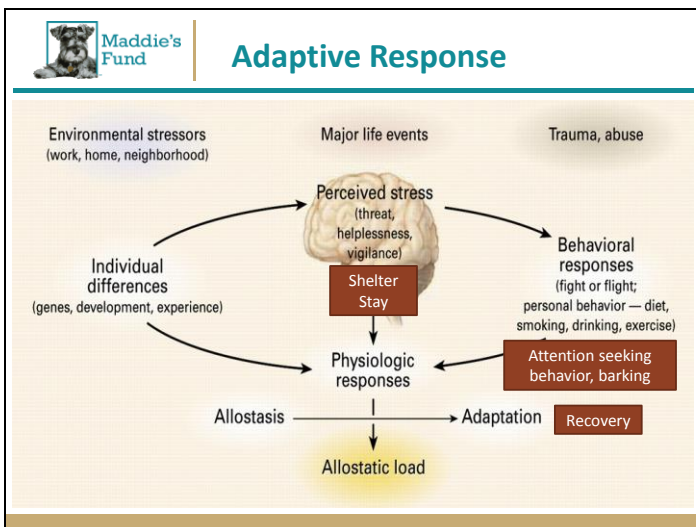 Maddie's
Fund
Adaptive Response
Environmental stressors
(work, home, neighborhood)
Major life events
Trauma, abuse
Perceived stress
(threat,
helplessness,
vigilance)
Shelter
Stay
Individual
differences
(genes, development, experience)
Behavioral
responses
(fight or flight;
personal behavior — diet,
smoking, drinking, exercise)
Attention seeking
behavior, barking
Physiologic
responses
Allostasis
Adaptation
Recovery
Allostatic load